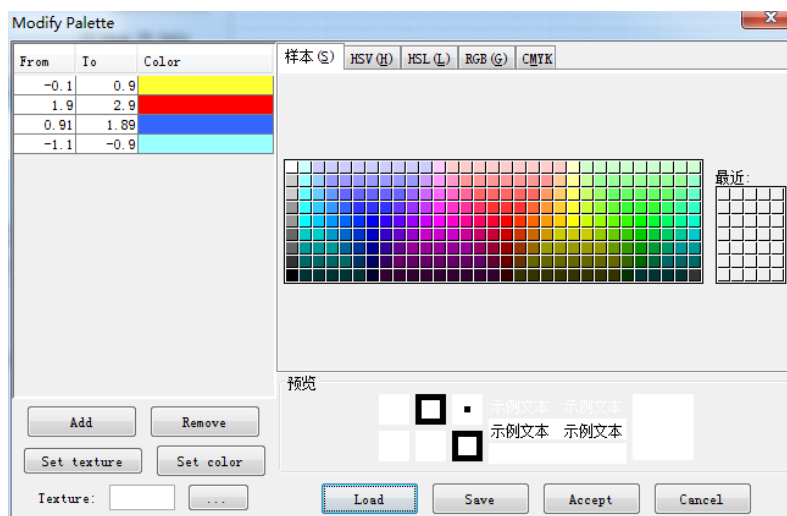 Modify Palette
From To Color
-0.1 0.9
1.9 2.9
0.91 1.89
-1.1 -0.9
样本(S) HSV(H) HSL(L) RGB(G) CMYK
最近:
预览
示例文本 示例文本
示例文本 示例文本
Add Remove
Set texture Set color
Texture: ...
Load Save Accept Cancel